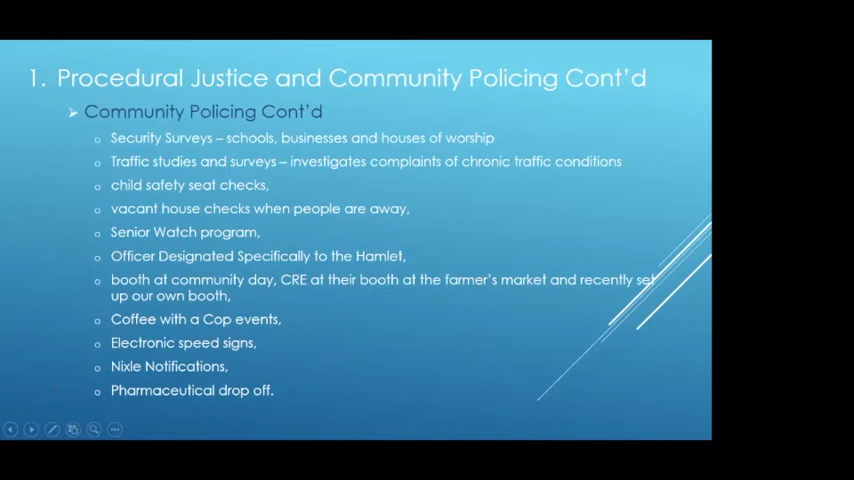 1. Procedural Justice and Community Policing Cont'd
Community Policing Cont'd
Security Surveys – schools, businesses and houses of worship
Traffic studies and surveys – investigates complaints of chronic traffic conditions
child safety seat checks,
vacant house checks when people are away,
Senior Watch program,
Officer Designated Specifically to the Hamlet,
booth at community day, CRE at their booth at the farmer's market and recently set
up our own booth,
Coffee with a Cop events,
Electronic speed signs,
Nixle Notifications,
Pharmaceutical drop off.